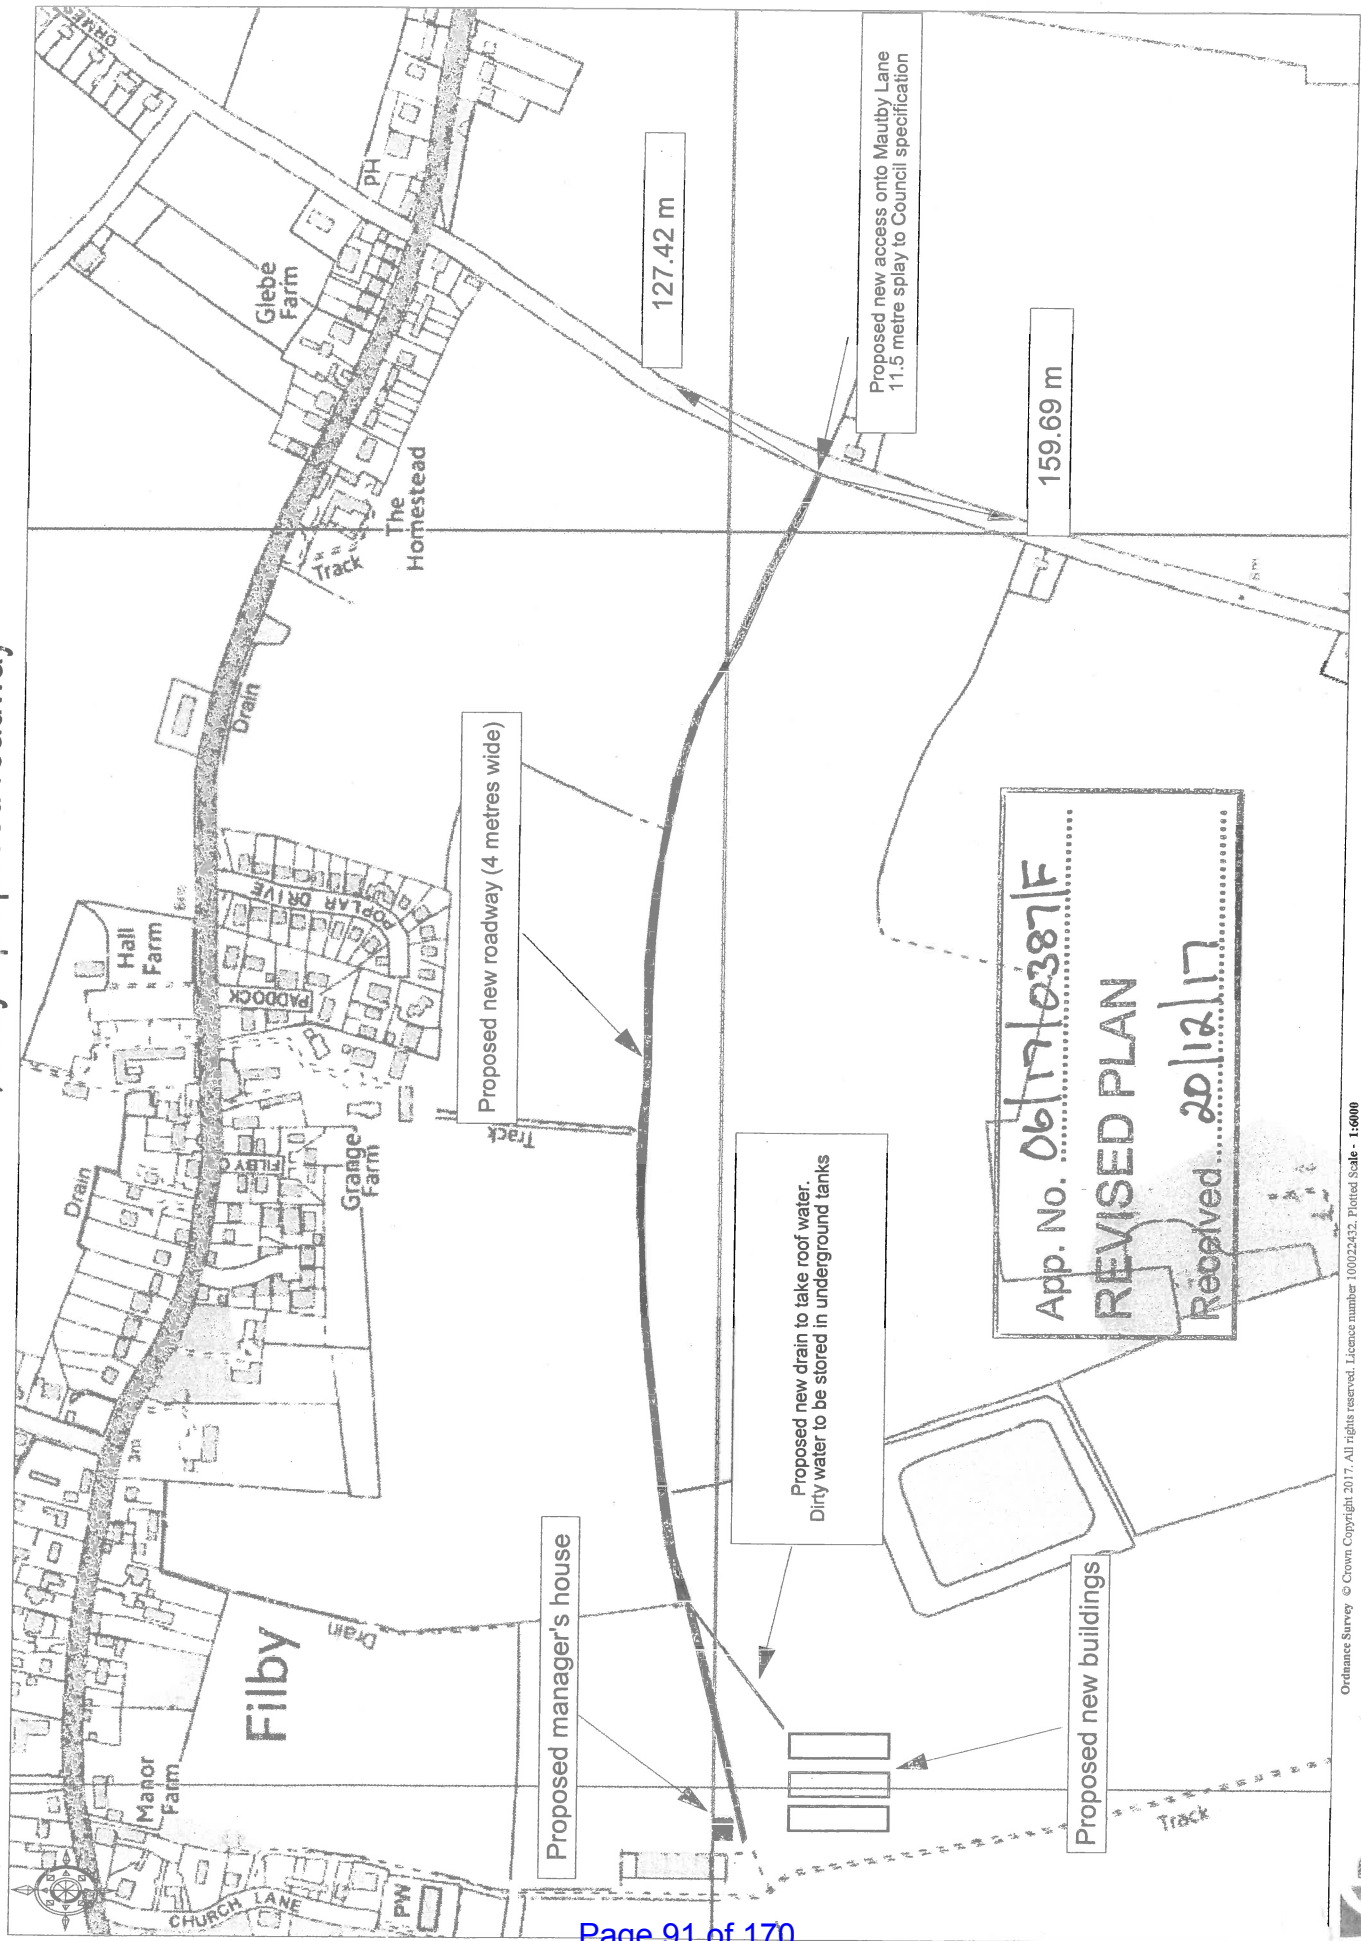 ORMES
PH
Glebe
Farm
127.42 m
Proposed new access onto Mautby Lane
11.5 metre splay to Council specification
159.69 m
The
Homestead
Track
Drain
Proposed new roadway (4 metres wide)
POPLAR DRIVE
PADDOCK
Hall
Farm
Track
FILBY C
Grange
Farm
Drain
3m
Proposed new drain to take roof water.
Dirty water to be stored in underground tanks
App. No. 06/17/0387/F
REVISED PLAN
Received 20/12/17
Filby
Drain
Manor
Farm
Proposed manager's house
Proposed new buildings
Track
CHURCH LANE
PW
Ordnance Survey © Crown Copyright 2017. All rights reserved. Licence number 100022432. Plotted Scale - 1:6000
Page 91 of 170